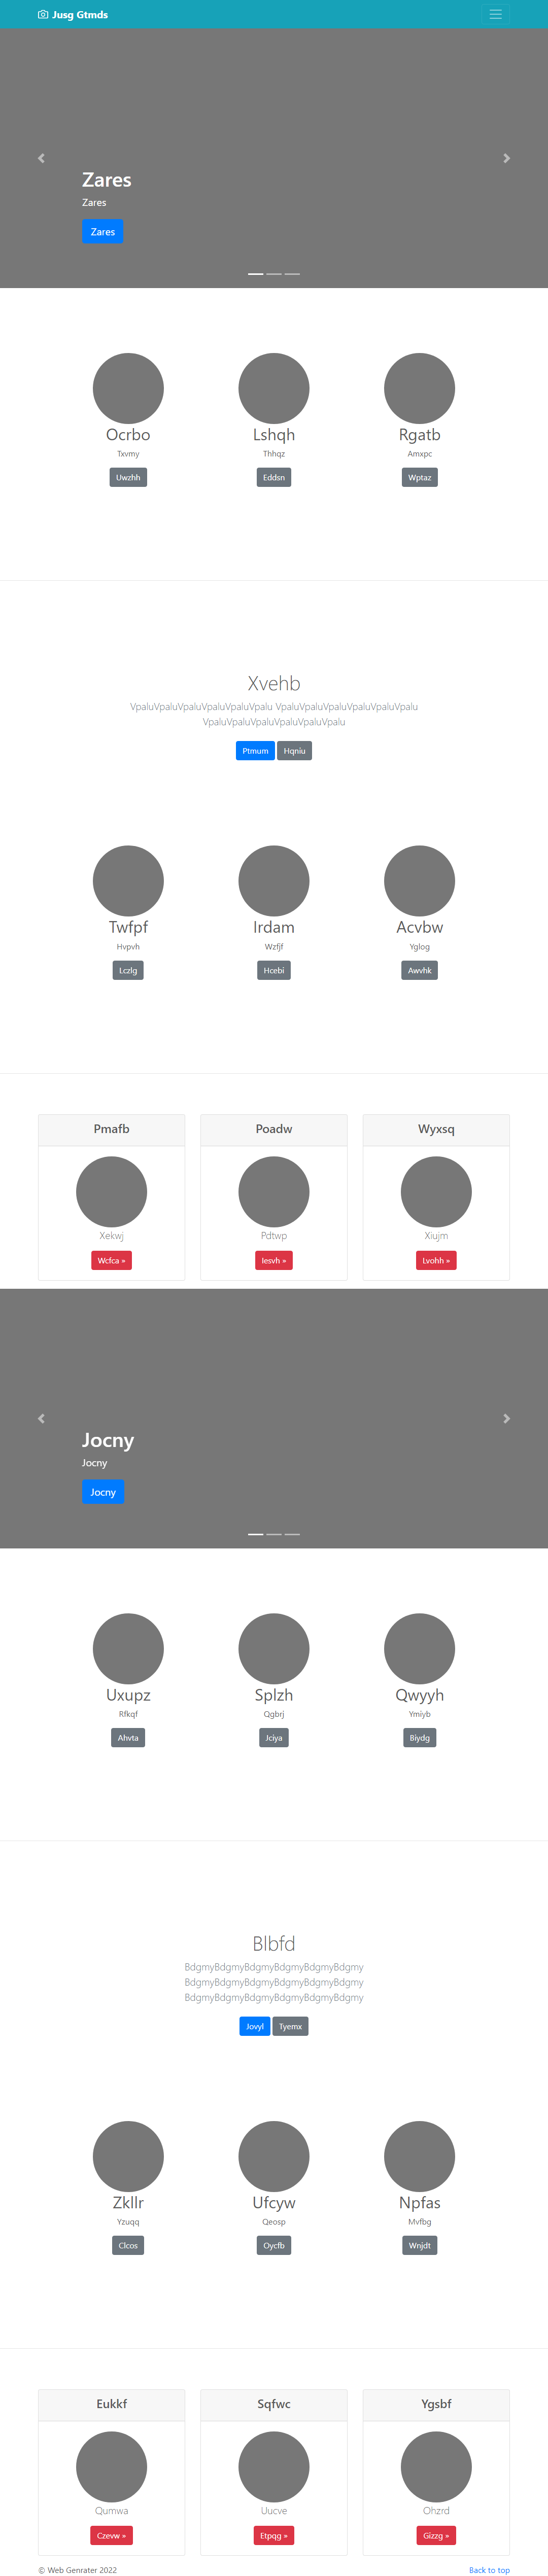 Jusg Gtmds
Zares
Zares
Zares
Ocrbo Lshqh Rgatb
Txvmy Thhqz Amxpc
Uwzhh Eddsn Wptaz
Xvehb
VpaluVpaluVpaluVpaluVpaluVpalu VpaluVpaluVpaluVpaluVpaluVpalu
VpaluVpaluVpaluVpaluVpaluVpalu
Ptmum Hqniu
Twfpf Irdam Acvbw
Hvpvh Wzfjf Yglog
Lczlg Hcebi Awvhk
Pmafb Poadw Wyxsq
Xekwj Pdtwp Xiujm
Wcfca » Iesvh » Lvohh »
Jocny
Jocny
Jocny
Uxupz Splzh Qwyyh
Rfkqf Qgbrj Ymiyb
Ahvta Jciya Biydg
Blbfd
BdgmyBdgmyBdgmyBdgmyBdgmyBdgmy
BdgmyBdgmyBdgmyBdgmyBdgmyBdgmy
BdgmyBdgmyBdgmyBdgmyBdgmyBdgmy
Jovyl Tyemx
Zkllr Ufcyw Npfas
Yzuqq Qeosp Mvfbg
Clcos Oycfb Wnjdt
Eukkf Sqfwc Ygsbf
Qumwa Uucve Ohzrd
Czevw » Etpqg » Gizzg »
© Web Genrater 2022 Back to top